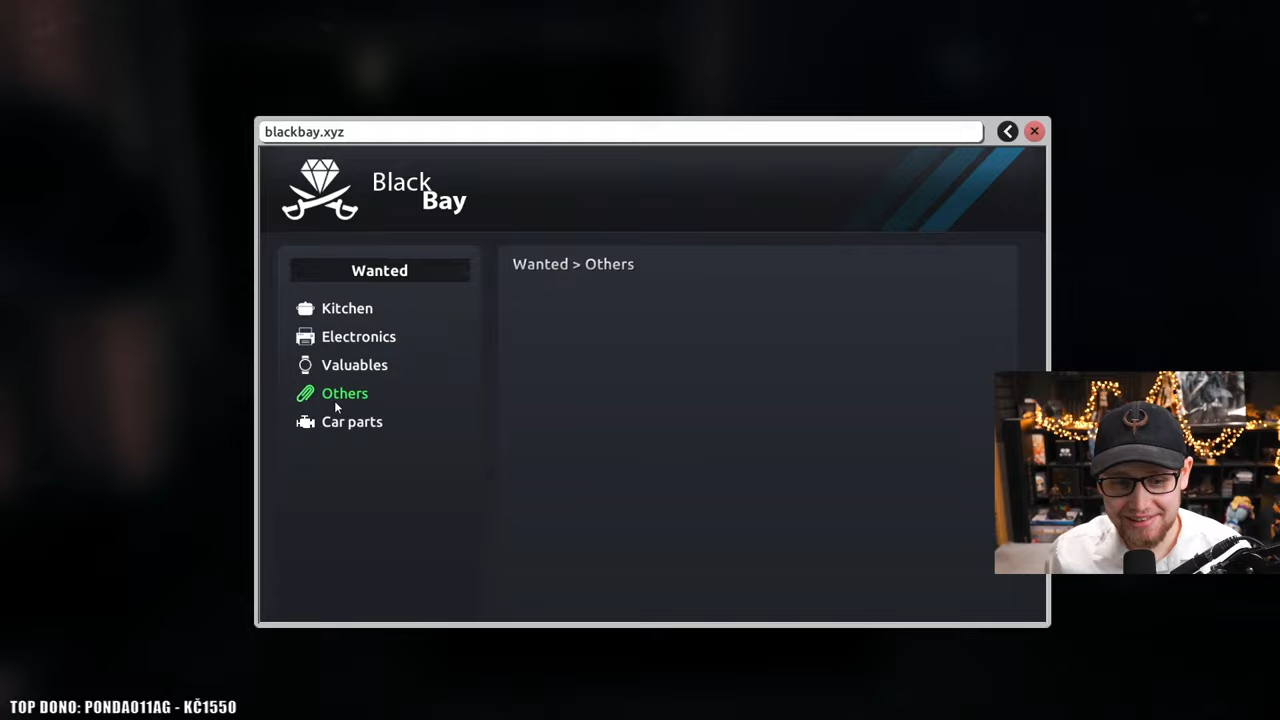 blackbay.xyz
Black
Bay
Wanted
Kitchen
Electronics
Valuables
Others
Car parts
Wanted > Others
TOP DONO: PONDA011AG - KČ1550